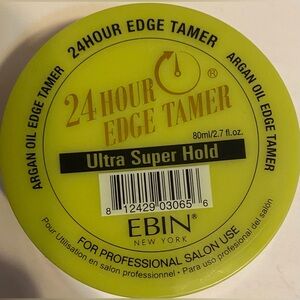 24HOUR EDGE TAMER
ARGAN OIL EDGE TAMER
ARGAN OIL EDGE TAMER
24 HOUR ®
EDGE TAMER
80ml/2.7 fl.oz.
Ultra Super Hold
8 12429 03065 6
EBIN®
NEW YORK
FOR PROFESSIONAL SALON USE
Pour Utilisation en salon professionnel • Para uso profesional del salón